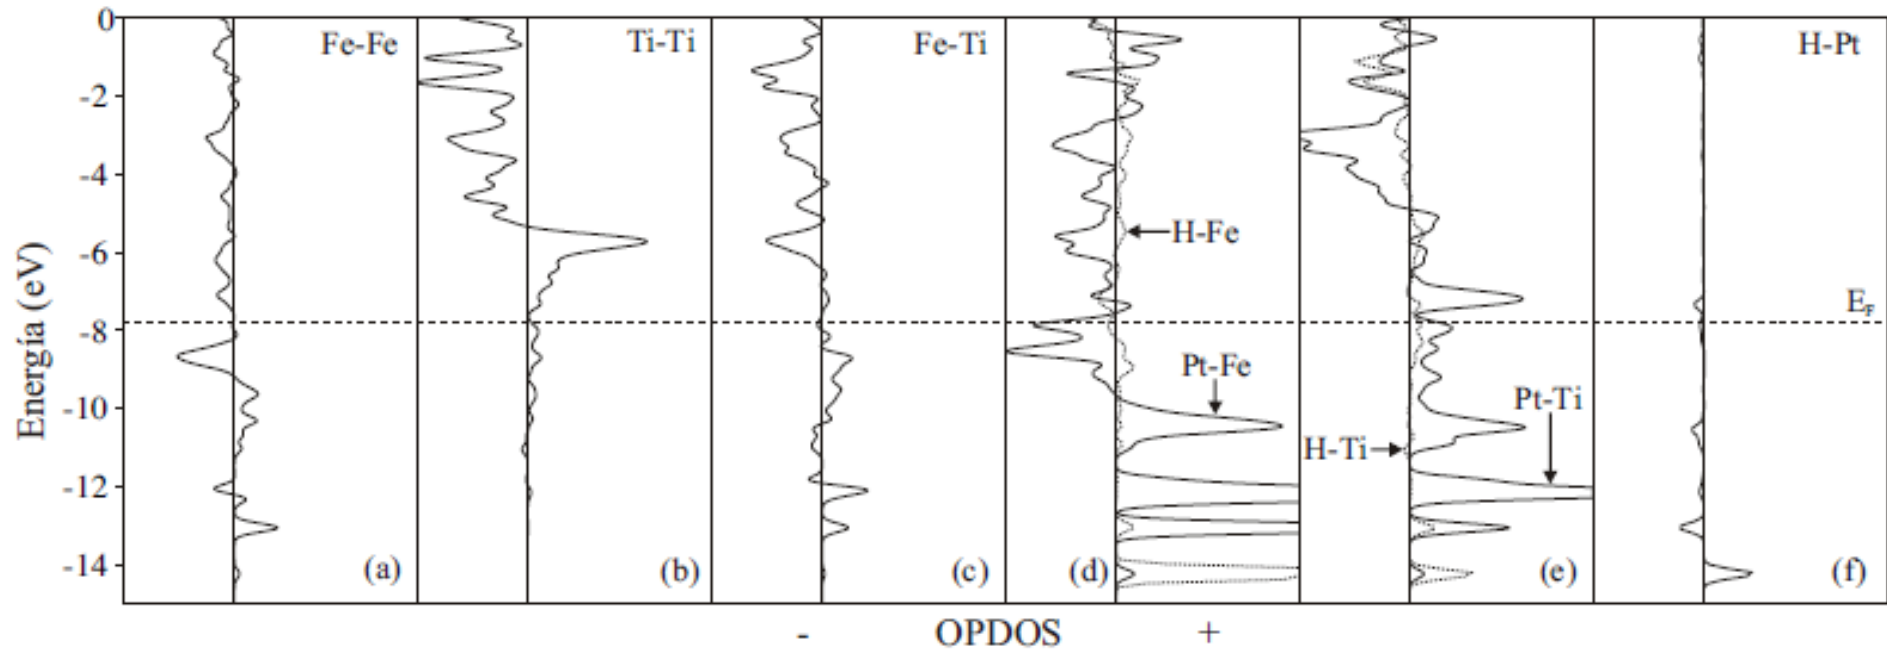 0
-2
-4
-6
-8
-10
-12
-14
Energía (eV)
Fe-Fe
(a)
Ti-Ti
(b)
Fe-Ti
(c)
H-Fe
Pt-Fe
(d)
H-Ti
Pt-Ti
(e)
H-Pt
E_F
(f)
- OPDOS +